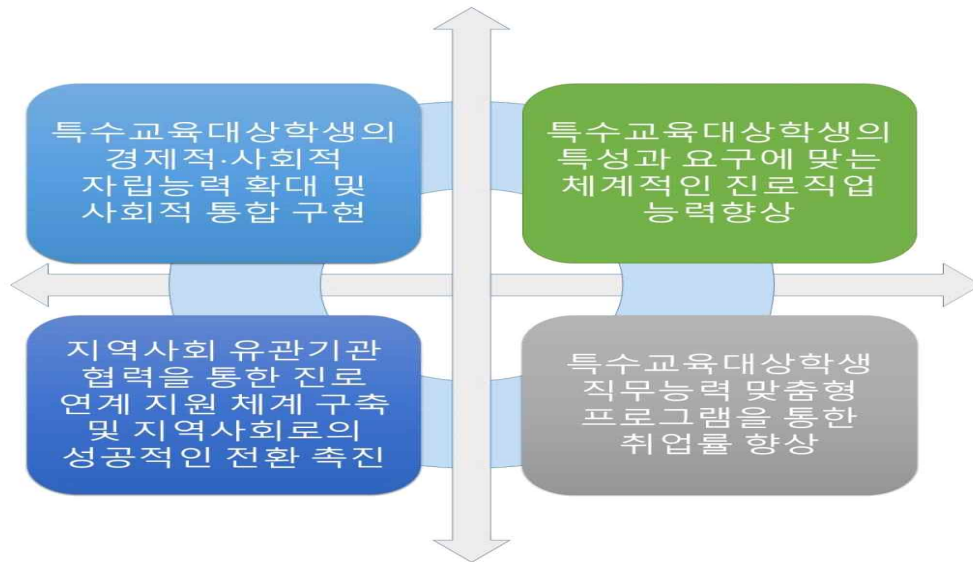 특수교육대상학생의
경제적·사회적
자립능력 확대 및
사회적 통합 구현
특수교육대상학생의
특성과 요구에 맞는
체계적인 진로직업
능력향상
지역사회 유관기관
협력을 통한 진로
연계 지원 체계 구축
및 지역사회로의
성공적인 전환 촉진
특수교육대상학생
직무능력 맞춤형
프로그램을 통한
취업률 향상